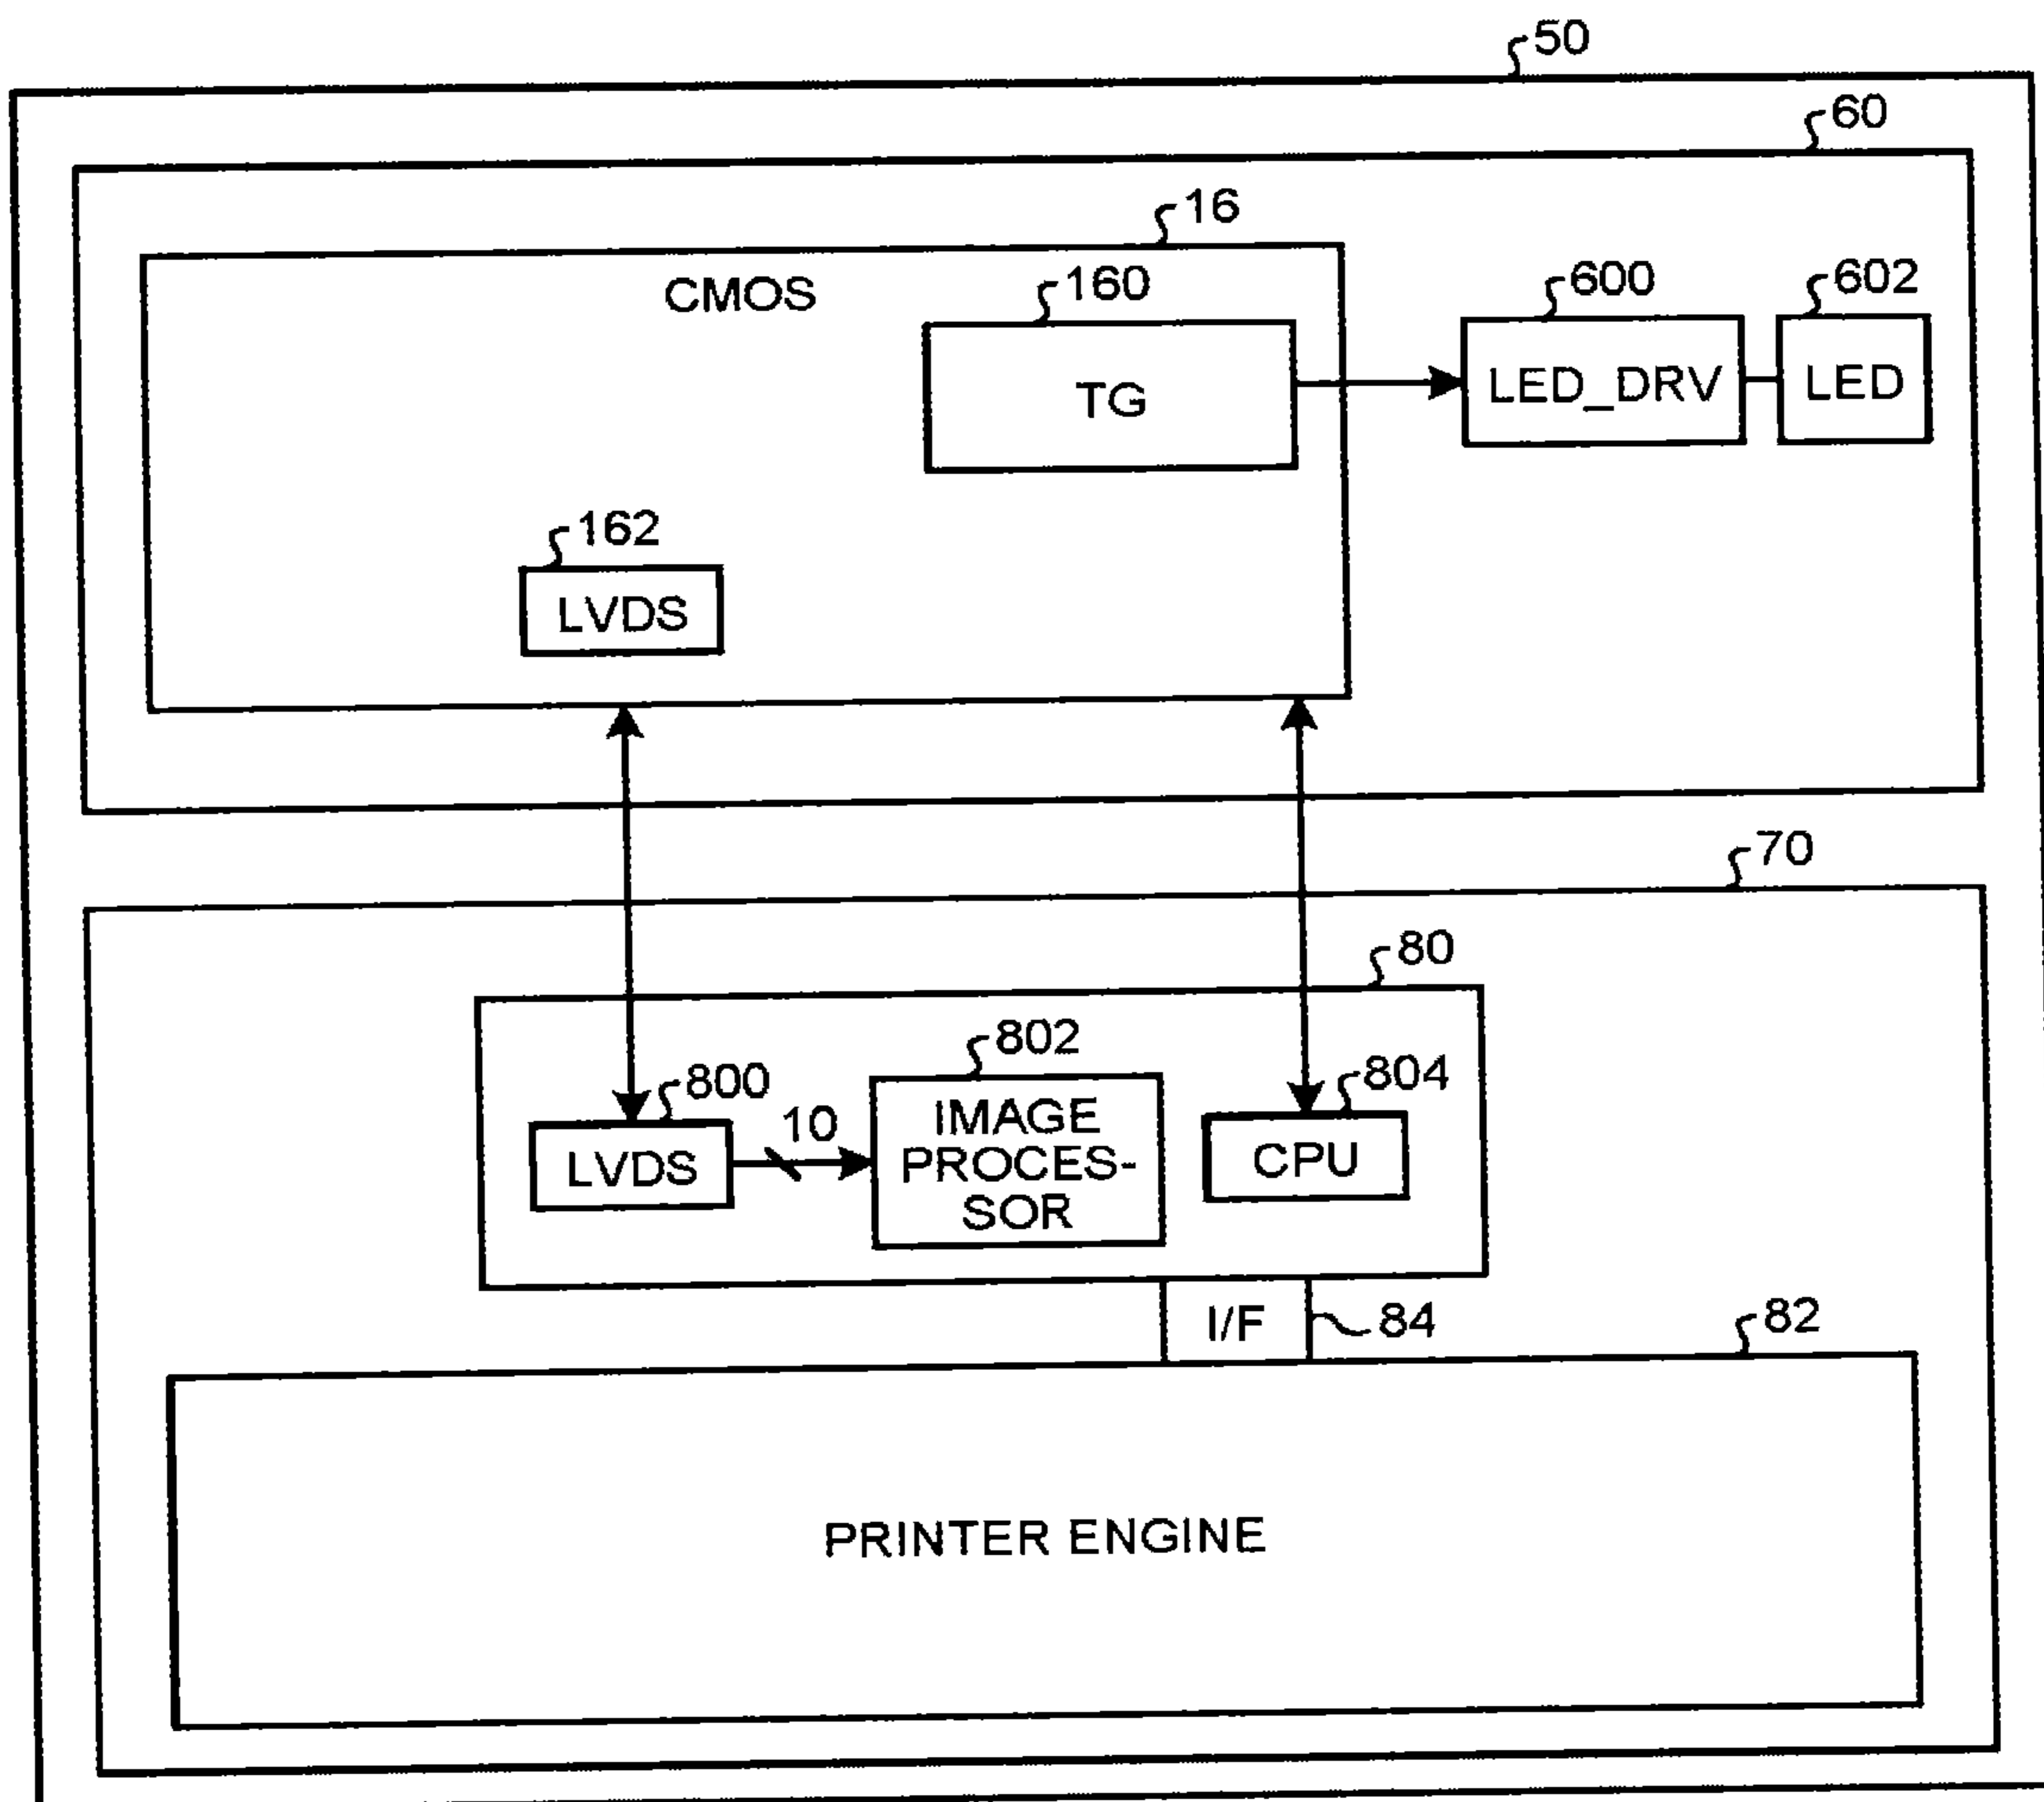 50
60
16
CMOS
160
600
602
TG
LED_DRV
LED
162
LVDS
70
80
802
800
804
10
IMAGE
PROCES-
SOR
LVDS
CPU
I/F
84
82
PRINTER ENGINE